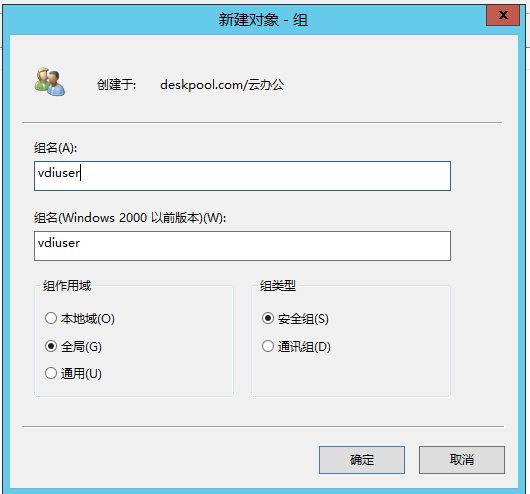 新建对象 - 组
创建于: deskpool.com/云办公
组名(A):
vdiuser
组名(Windows 2000 以前版本)(W):
vdiuser
组作用域
本地域(O)
全局(G)
通用(U)
组类型
安全组(S)
通讯组(D)
确定 取消